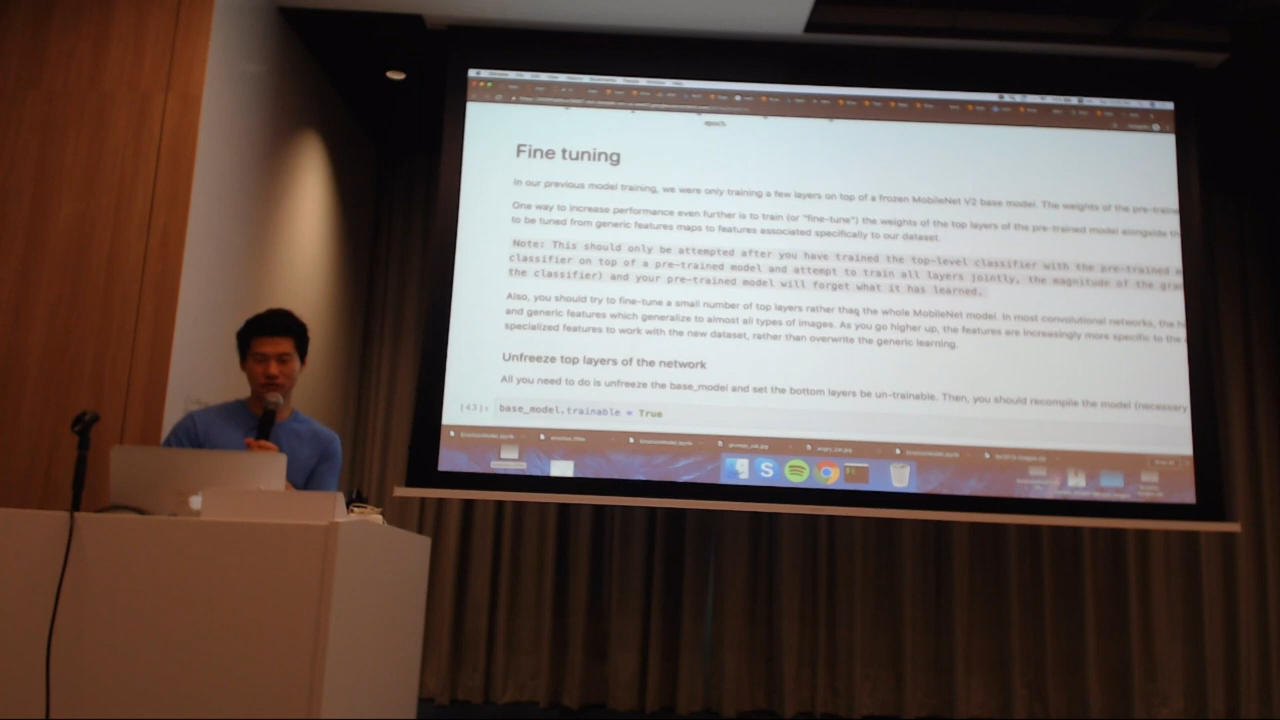 epoch
Fine tuning
In our previous model training, we were only training a few layers on top of a frozen MobileNet V2 base model. The weights of the pre-traine
One way to increase performance even further is to train (or "fine-tune") the weights of the top layers of the pre-trained model alongside th
to be tuned from generic features maps to features associated specifically to our dataset.
Note: This should only be attempted after you have trained the top-level classifier with the pre-trained m
classifier on top of a pre-trained model and attempt to train all layers jointly, the magnitude of the grad
the classifier) and your pre-trained model will forget what it has learned.
Also, you should try to fine-tune a small number of top layers rather than the whole MobileNet model. In most convolutional networks, the h
and generic features which generalize to almost all types of images. As you go higher up, the features are increasingly more specific to the
specialized features to work with the new dataset, rather than overwrite the generic learning.
Unfreeze top layers of the network
All you need to do is unfreeze the base_model and set the bottom layers be un-trainable. Then, you should recompile the model (necessary
[43]: base_model.trainable = True